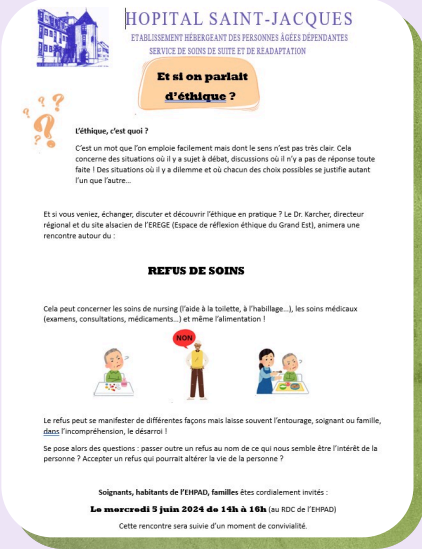 HOPITAL SAINT-JACQUES
ETABLISSEMENT HÉBERGEANT DES PERSONNES ÂGÉES DÉPENDANTES
SERVICE DE SOINS DE SUITE ET DE READAPTATION
Et si on parlait
d'éthique ?
L'éthique, c'est quoi ?
C'est un mot que l'on emploie facilement mais dont le sens n'est pas très clair. Cela
concerne des situations où il y a sujet à débat, discussions où il n'y a pas de réponse toute
faite ! Des situations où il y a dilemme et où chacun des choix possibles se justifie autant
l'un que l'autre...
Et si vous veniez, échanger, discuter et découvrir l'éthique en pratique ? Le Dr. Karcher, directeur
régional et du site alsacien de l'EREGE (Espace de réflexion éthique du Grand Est), animera une
rencontre autour du :
REFUS DE SOINS
Cela peut concerner les soins de nursing (l'aide à la toilette, à l'habillage...), les soins médicaux
(examens, consultations, médicaments...) et même l'alimentation !
NON
Le refus peut se manifester de différentes façons mais laisse souvent l'entourage, soignant ou famille,
dans l'incompréhension, le désarroi !
Se pose alors des questions : passer outre un refus au nom de ce qui nous semble être l'intérêt de la
personne ? Accepter un refus qui pourrait altérer la vie de la personne ?
Soignants, habitants de l'EHPAD, familles êtes cordialement invités :
Le mercredi 5 juin 2024 de 14h à 16h (au RDC de l'EHPAD)
Cette rencontre sera suivie d'un moment de convivialité.